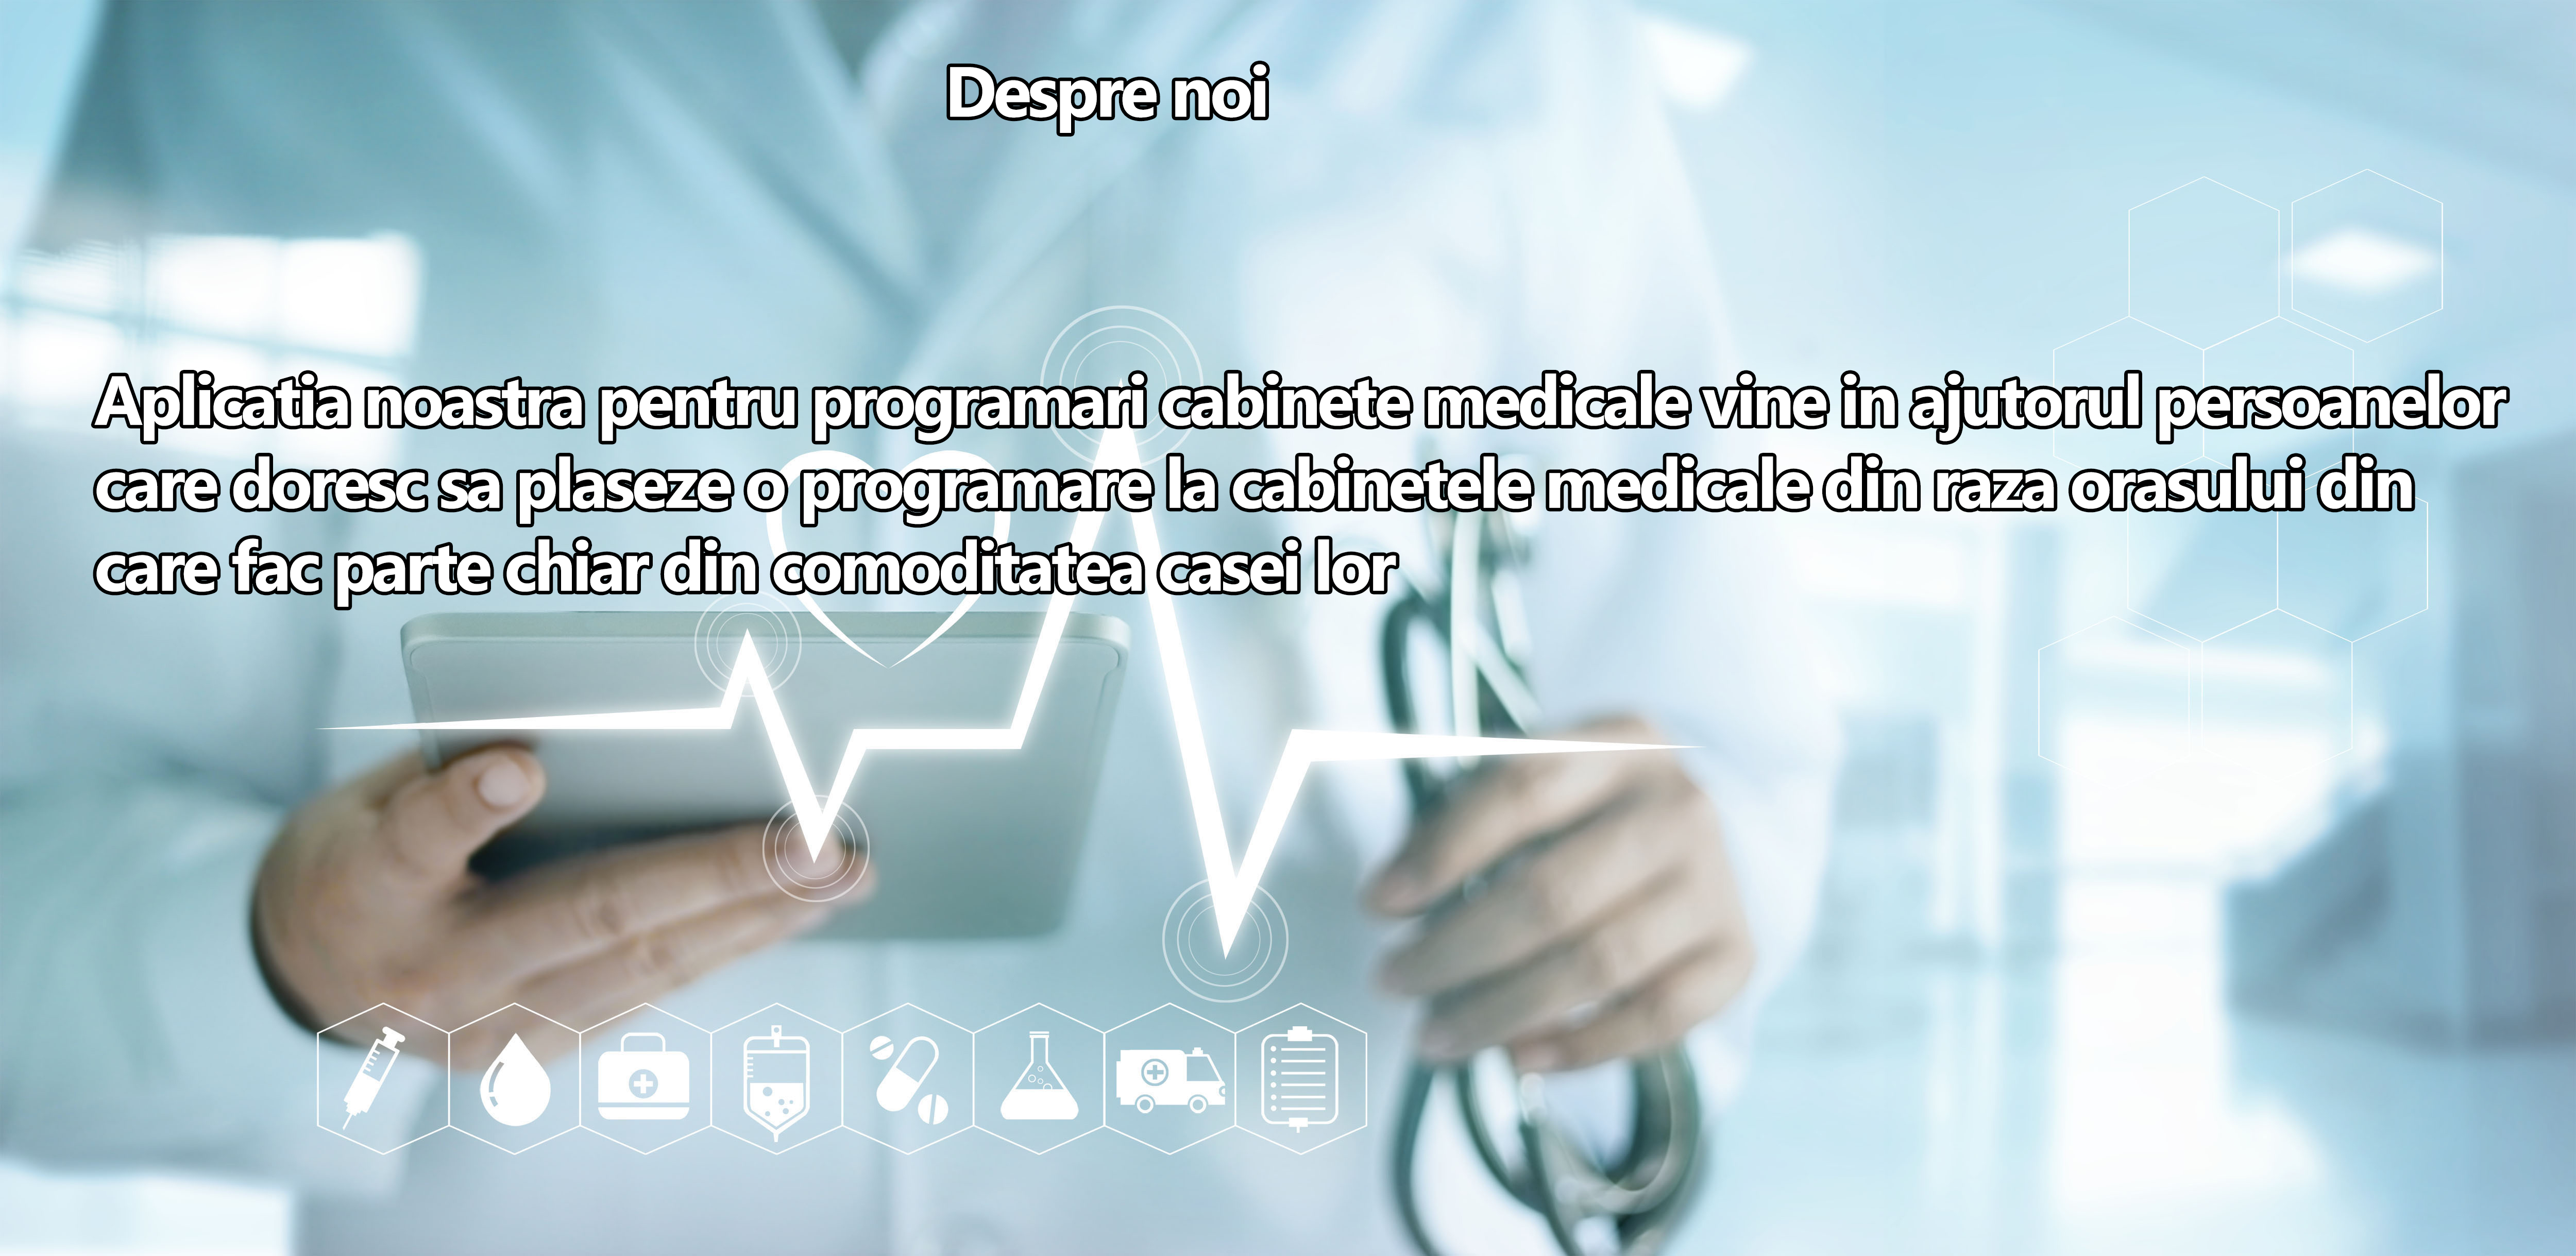 Despre noi
Aplicatia noastra pentru programari cabinete medicale vine in ajutorul persoanelor
care doresc sa plaseze o programare la cabinetele medicale din raza orasului din
care fac parte chiar din comoditatea casei lor